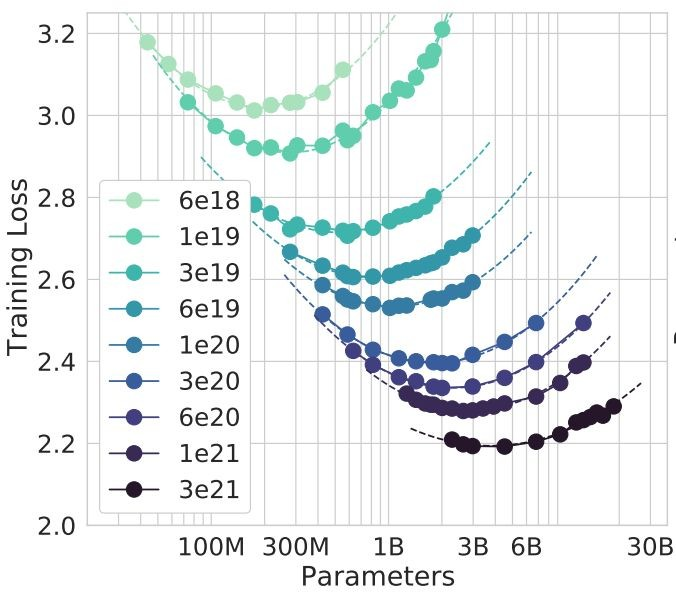 3.2
3.0
2.8
2.6
2.4
2.2
2.0
Training Loss
6e18
1e19
3e19
6e19
1e20
3e20
6e20
1e21
3e21
100M 300M 1B 3B 6B 30B
Parameters